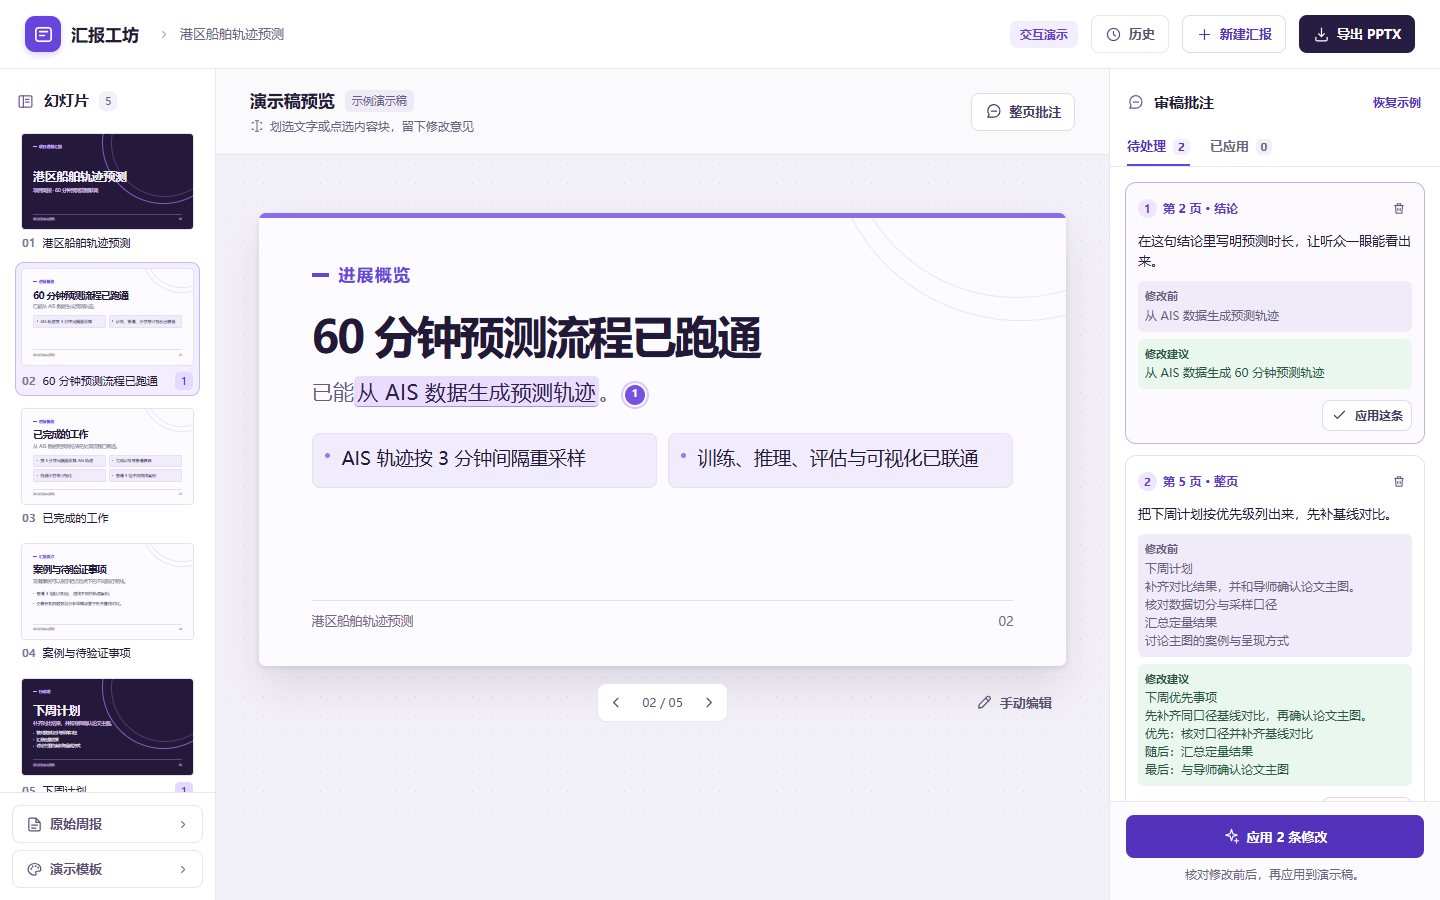 汇报工坊
港区船舶轨迹预测
交互演示
历史
新建汇报
导出 PPTX
幻灯片 5
港区船舶轨迹预测
01 港区船舶轨迹预测
60 分钟预测流程已跑通
02 60 分钟预测流程已跑通 1
已完成的工作
03 已完成的工作
案例与待验证事项
04 案例与待验证事项
下周计划
05 下周计划 1
原始周报
演示模板
演示稿预览 示例演示稿
划选文字或点选内容块，留下修改意见
整页批注
进展概览
60 分钟预测流程已跑通
已能从 AIS 数据生成预测轨迹。 1
AIS 轨迹按 3 分钟间隔重采样
训练、推理、评估与可视化已联通
港区船舶轨迹预测
02
02 / 05
手动编辑
审稿批注
恢复示例
待处理 2
已应用 0
1 第 2 页 • 结论
在这句结论里写明预测时长，让听众一眼能看出
来。
修改前
从 AIS 数据生成预测轨迹
修改建议
从 AIS 数据生成 60 分钟预测轨迹
应用这条
2 第 5 页 • 整页
把下周计划按优先级列出来，先补基线对比。
修改前
下周计划
补齐对比结果，并和导师确认论文主图。
核对数据切分与采样口径
汇总定量结果
讨论主图的案例与呈现方式
修改建议
下周优先事项
先补齐同口径基线对比，再确认论文主图。
优先：核对口径并补齐基线对比
随后：汇总定量结果
最后：与导师确认论文主图
应用 2 条修改
核对修改前后，再应用到演示稿。